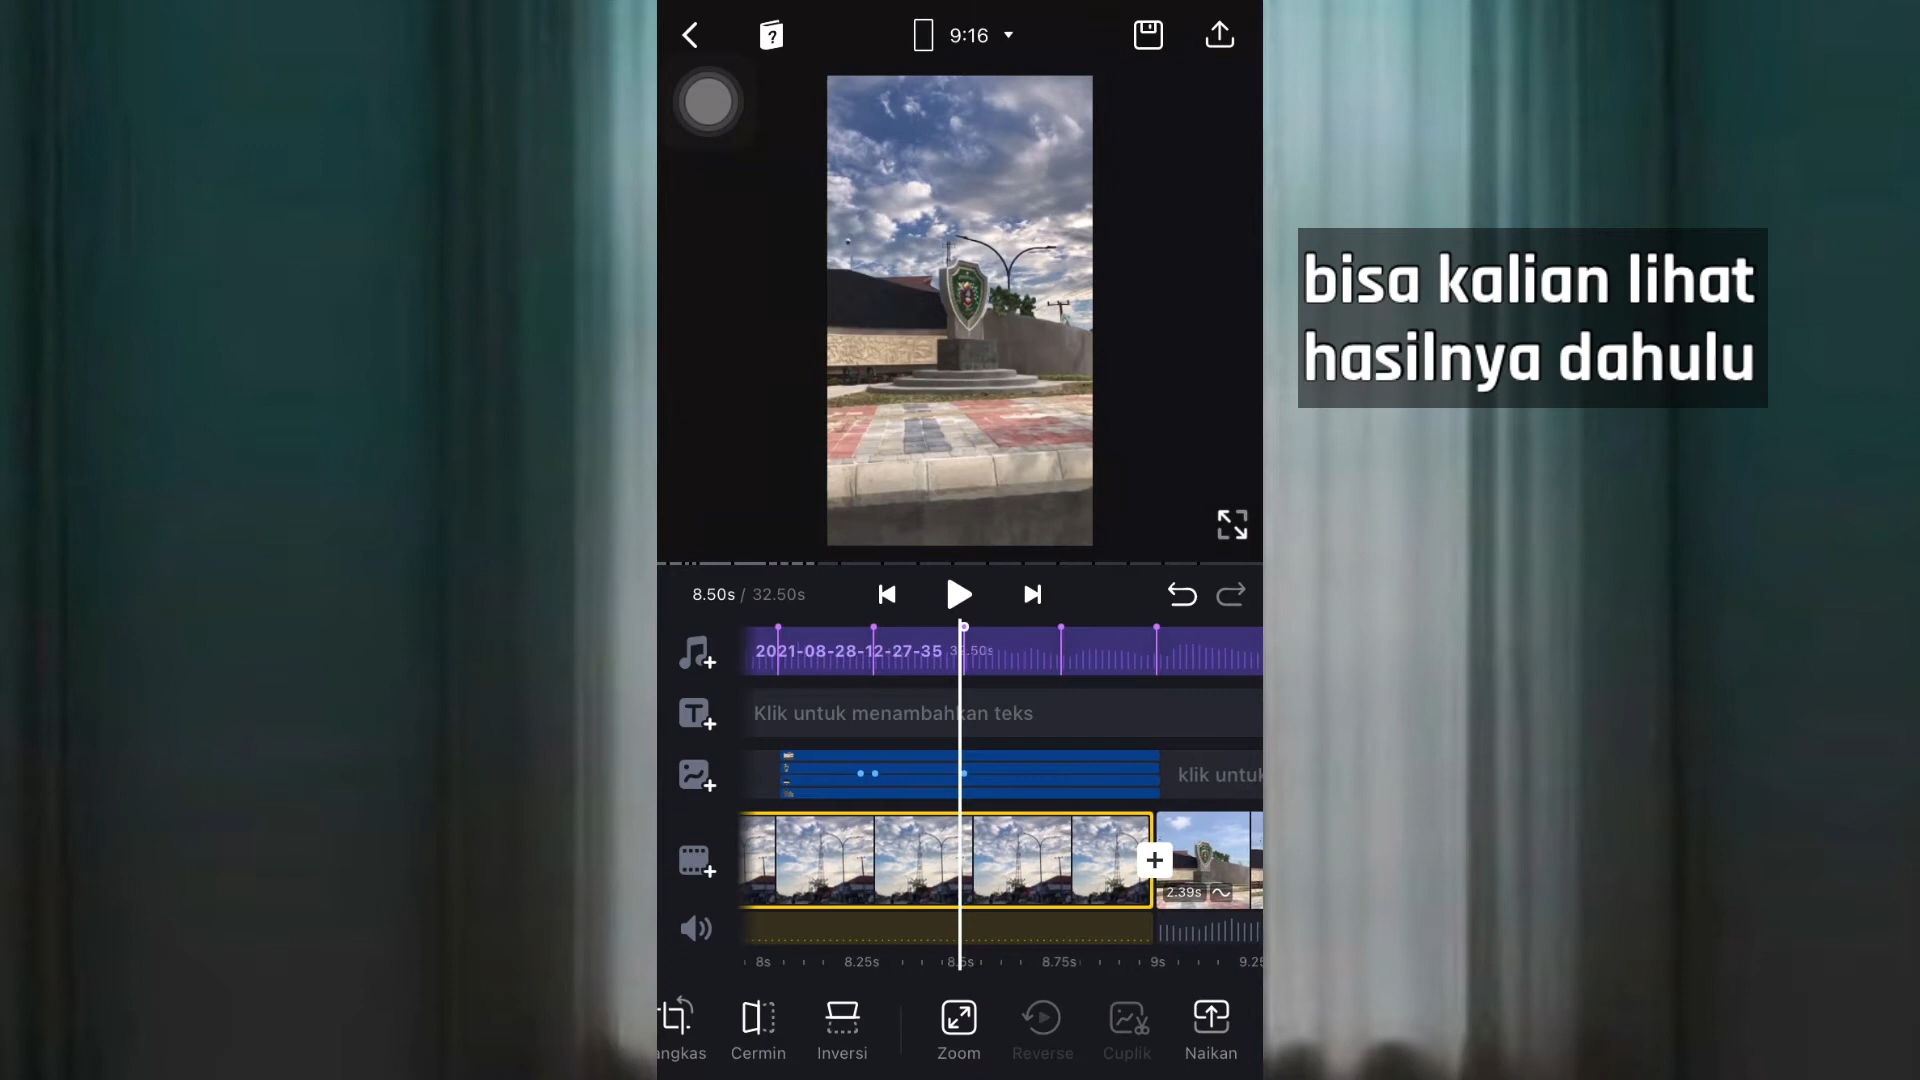 9:16
bisa kalian lihat
hasilnya dahulu
8.50s / 32.50s
2021-08-28-12-27-35 32.50s
Klik untuk menambahkan teks
klik untuk
2.39s
8s 8.25s 8.5s 8.75s 9s 9.25
angkas Cermin Inversi Zoom Reverse Cuplik Naikan